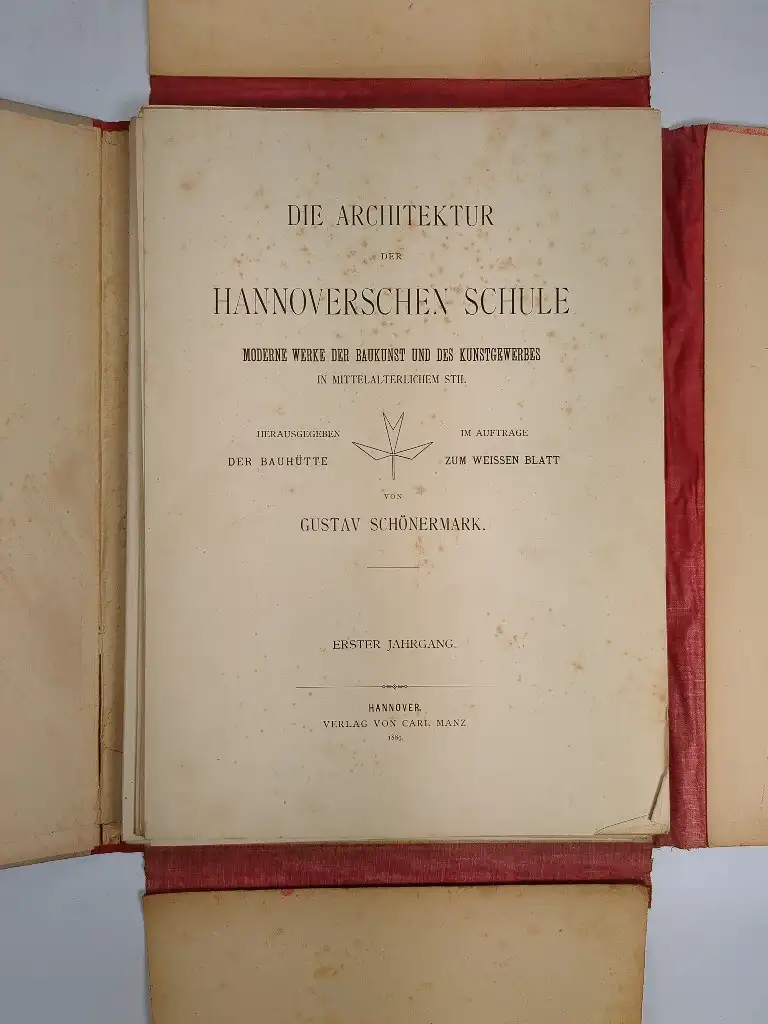 DIE ARCHITEKTUR
DER
HANNOVERSCHEN SCHULE
MODERNE WERKE DER BAUKUNST UND DES KUNSTGEWERBES
IN MITTELALTERLICHEM STIL
HERAUSGEGEBEN IM AUFTRAGE
DER BAUHÜTTE ZUM WEISSEN BLATT
VON
GUSTAV SCHÖNERMARK.
ERSTER JAHRGANG.
HANNOVER.
VERLAG VON CARL MANZ